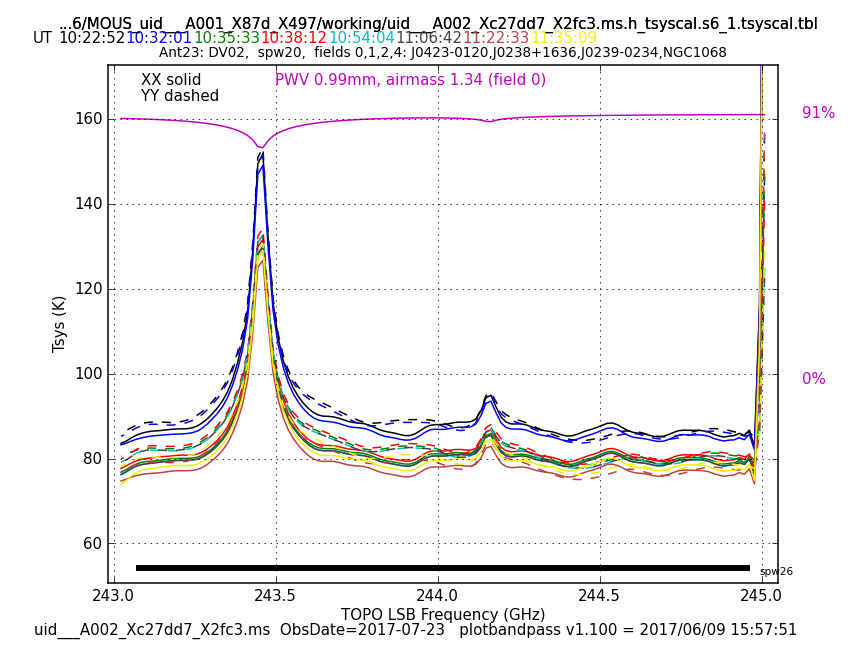 ...6/MOUS_uid___A001_X87d_X497/working/uid___A002_Xc27dd7_X2fc3.ms.h_tsyscal.s6_1.tsyscal.tbl
UT 10:22:52 10:32:01 10:35:33 10:38:12 10:54:04 11:06:42 11:22:33 11:35:09
Ant23: DV02, spw20, fields 0,1,2,4: J0423-0120,J0238+1636,J0239-0234,NGC1068
XX solid
PWV 0.99mm, airmass 1.34 (field 0)
YY dashed
91%
0%
160
140
120
100
80
60
Tsys (K)
spw26
243.0 243.5 244.0 244.5 245.0
TOPO LSB Frequency (GHz)
uid___A002_Xc27dd7_X2fc3.ms ObsDate=2017-07-23 plotbandpass v1.100 = 2017/06/09 15:57:51